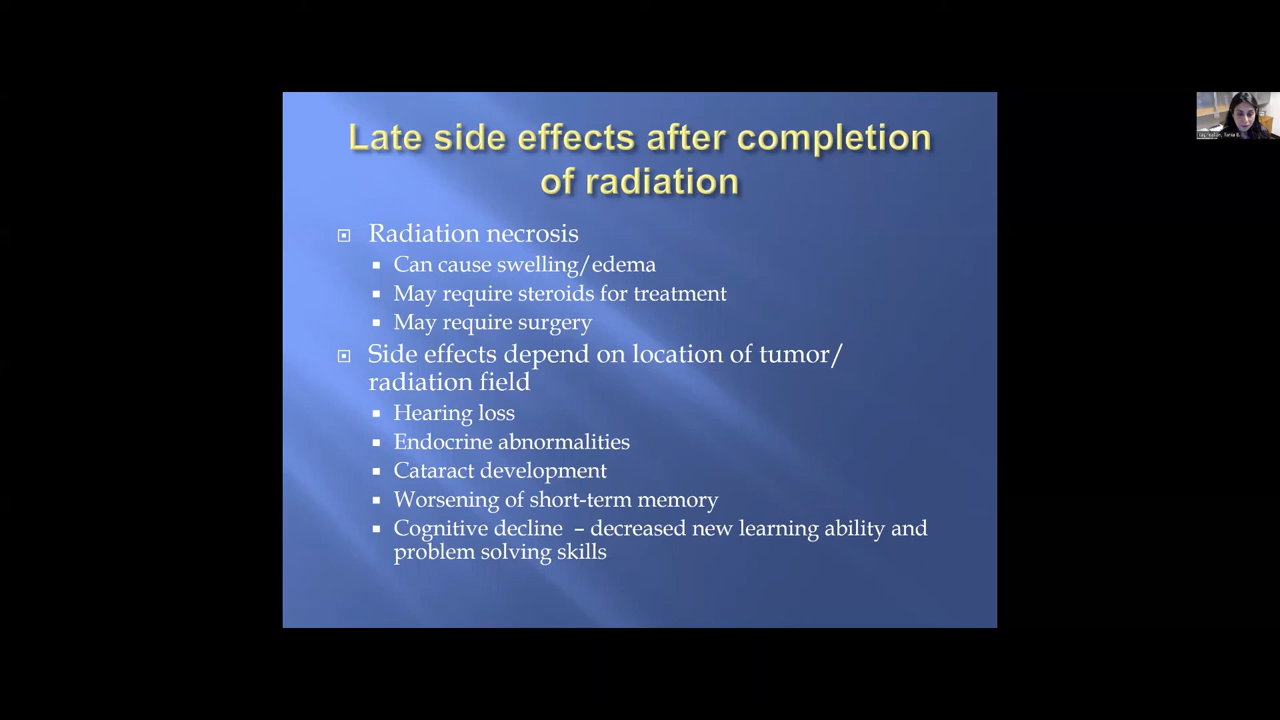 Late side effects after completion
of radiation
Radiation necrosis
Can cause swelling/edema
May require steroids for treatment
May require surgery
Side effects depend on location of tumor/
radiation field
Hearing loss
Endocrine abnormalities
Cataract development
Worsening of short-term memory
Cognitive decline – decreased new learning ability and
problem solving skills